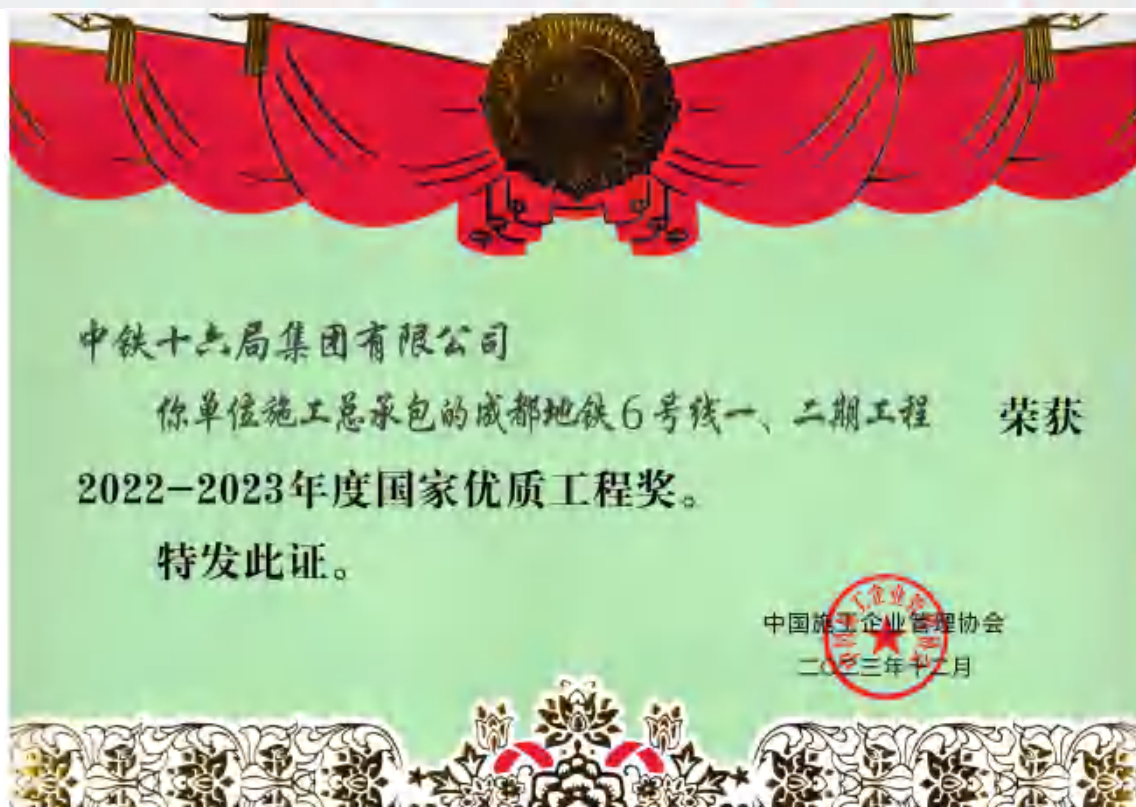 中铁十六局集团有限公司
你单位施工总承包的成都地铁6号线一、二期工程 荣获
2022-2023年度国家优质工程奖。
特发此证。
中国施工企业管理协会
二〇二三年十二月